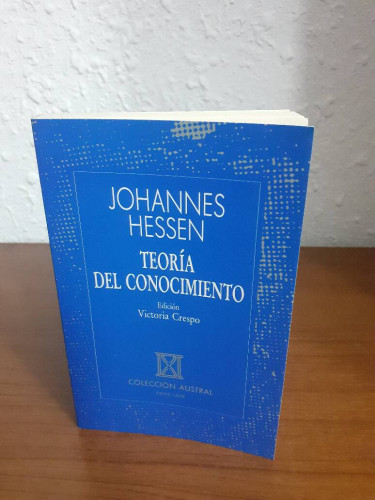 JOHANNES
HESSEN
TEORÍA
DEL CONOCIMIENTO
Edición
Victoria Crespo
COLECCIÓN AUSTRAL